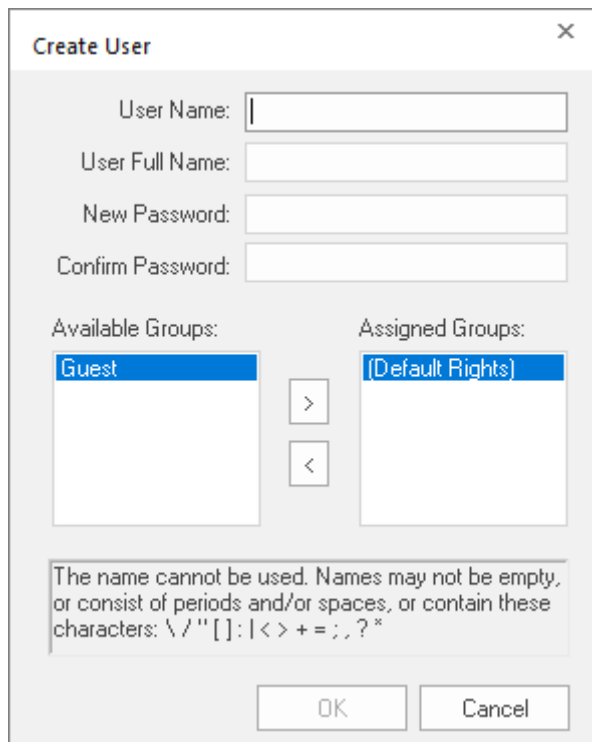 Create User
User Name:
User Full Name:
New Password:
Confirm Password:
Available Groups:
Assigned Groups:
Guest
(Default Rights)
>
<
The name cannot be used. Names may not be empty,
or consist of periods and/or spaces, or contain these
characters: \ / " [ ] : | < > + = ; , ? *
OK
Cancel